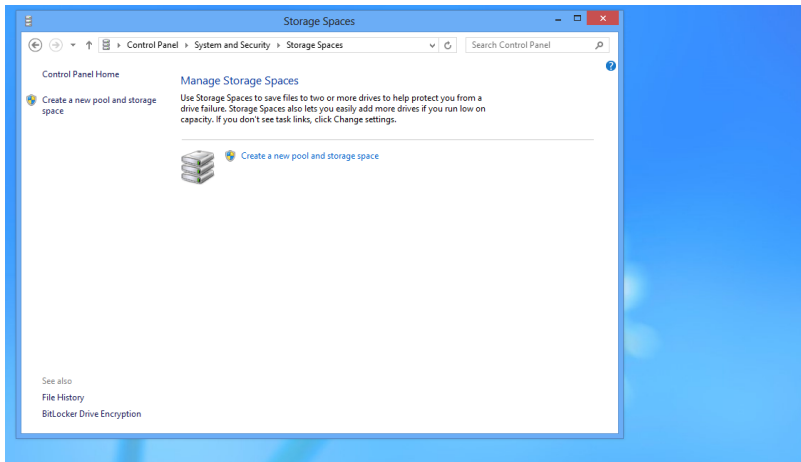 Storage Spaces
Control Panel System and Security Storage Spaces
Search Control Panel
Control Panel Home
Create a new pool and storage
space
Manage Storage Spaces
Use Storage Spaces to save files to two or more drives to help protect you from a
drive failure. Storage Spaces also lets you easily add more drives if you run low on
capacity. If you don't see task links, click Change settings.
Create a new pool and storage space
See also
File History
BitLocker Drive Encryption